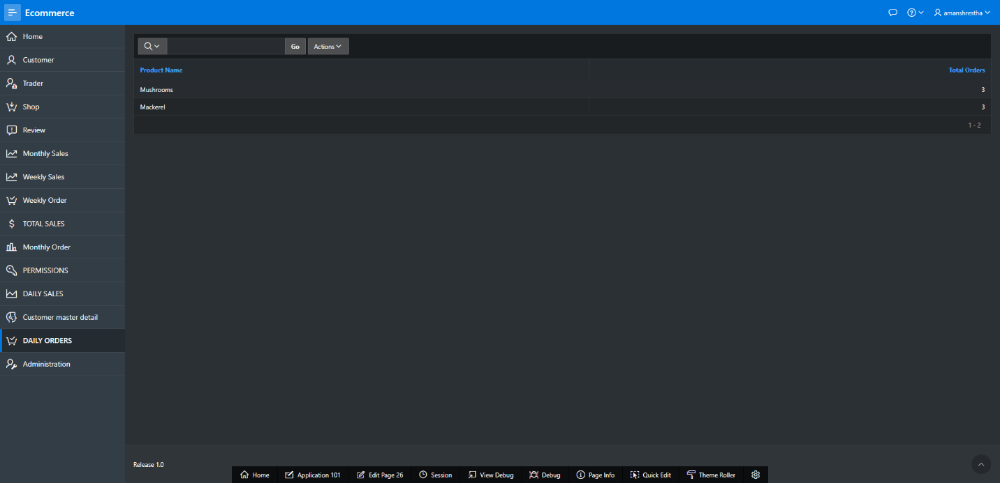 Ecommerce
amanshrestha
Home
Customer
Trader
Shop
Review
Monthly Sales
Weekly Sales
Weekly Order
TOTAL SALES
Monthly Order
PERMISSIONS
DAILY SALES
Customer master detail
DAILY ORDERS
Administration
Go Actions
Product Name Total Orders
Mushrooms 3
Mackerel 3
1 - 2
Release 1.0
Home Application 101 Edit Page 26 Session View Debug Debug Page Info Quick Edit Theme Roller